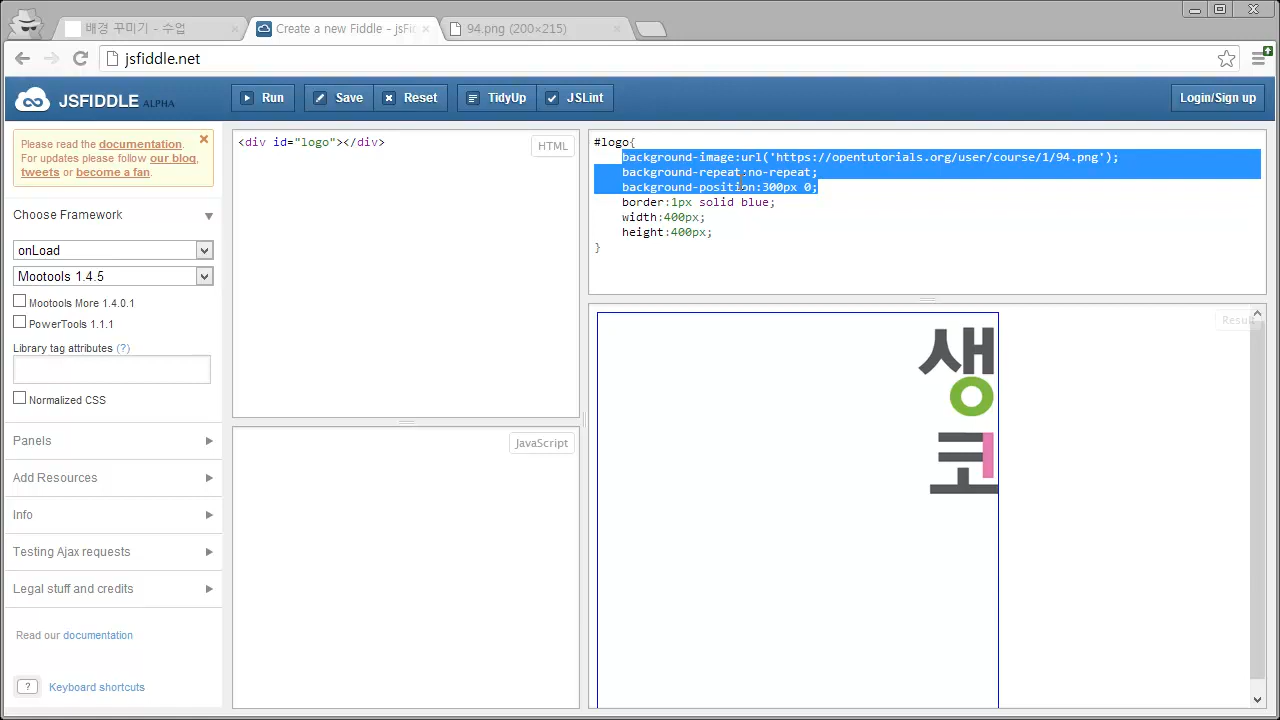 배경 꾸미기 - 수업
Create a new Fiddle - jsFi
94.png (200×215)
jsfiddle.net
JSFIDDLE ALPHA
Run
Save
Reset
TidyUp
JSLint
Login/Sign up
Please read the documentation.
For updates please follow our blog,
tweets or become a fan.
Choose Framework
onLoad
Mootools 1.4.5
Mootools More 1.4.0.1
PowerTools 1.1.1
Library tag attributes (?)
Normalized CSS
Panels
Add Resources
Info
Testing Ajax requests
Legal stuff and credits
Read our documentation
? Keyboard shortcuts
<div id="logo"></div>
HTML
JavaScript
#logo{
background-image:url('https://opentutorials.org/user/course/1/94.png');
background-repeat:no-repeat;
background-position:300px 0;
border:1px solid blue;
width:400px;
height:400px;
}
Result
생
코